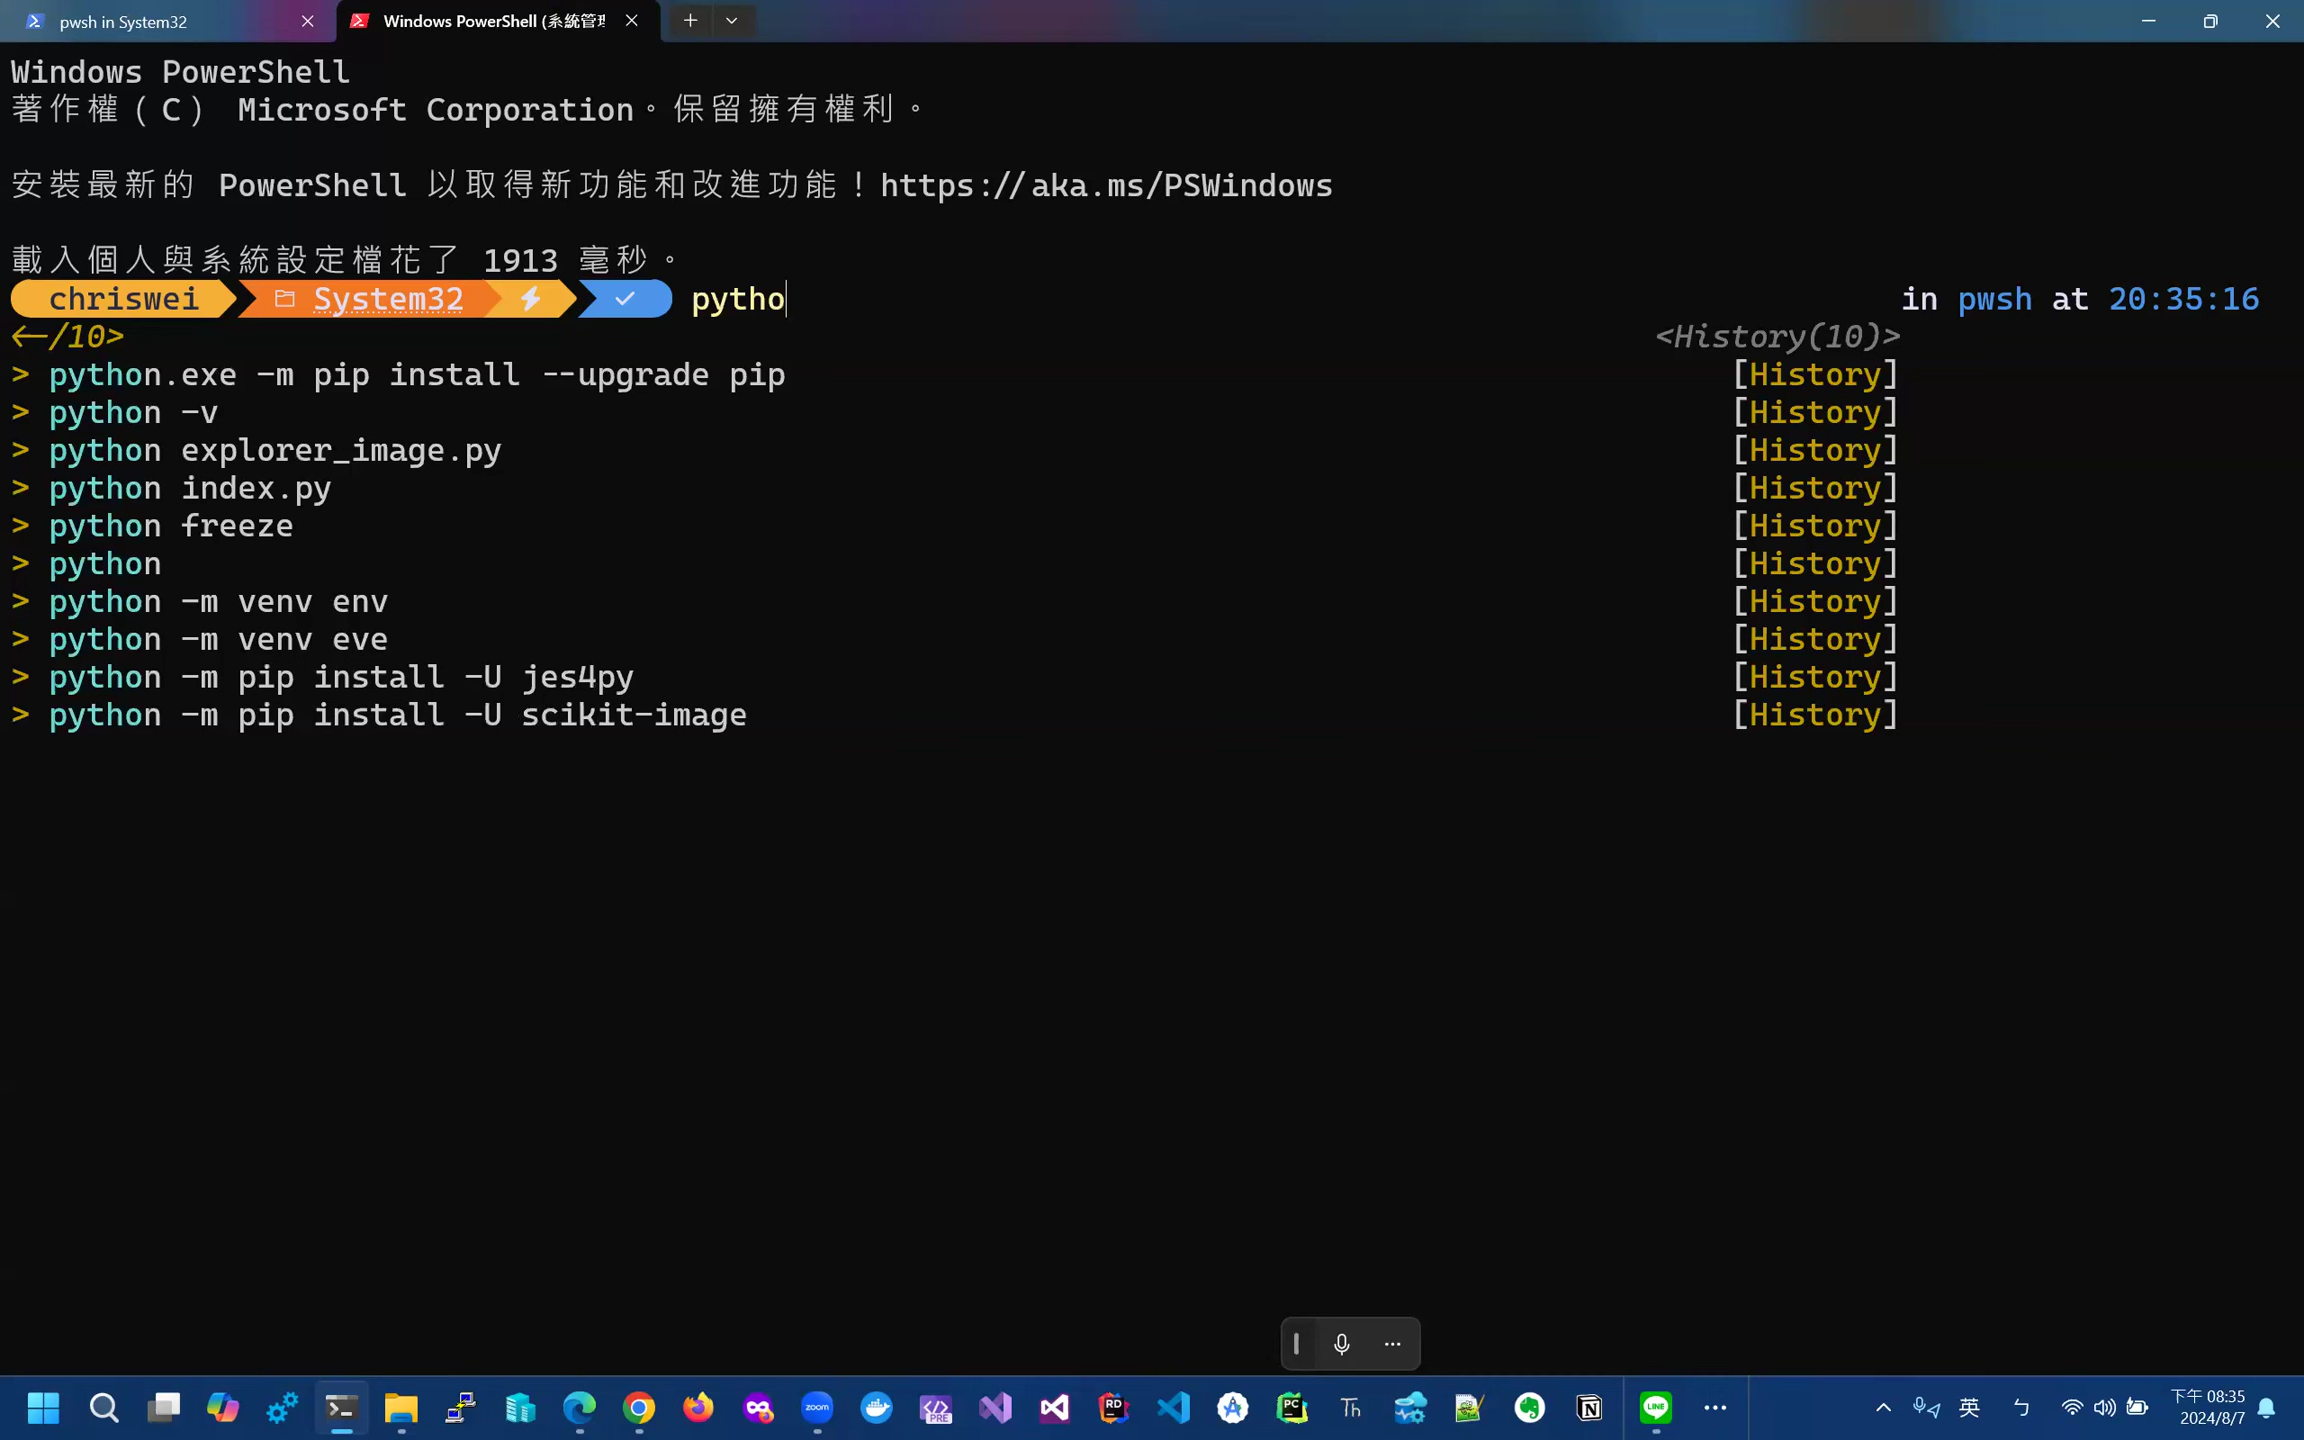 pwsh in System32
Windows PowerShell (系統管理
Windows PowerShell
著作權（C） Microsoft Corporation。保留擁有權利。
安裝最新的 PowerShell 以取得新功能和改進功能！https://aka.ms/PSWindows
載入個人與系統設定檔花了 1913 毫秒。
chriswei System32 pytho in pwsh at 20:35:16
<-/10> <History(10)>
> python.exe -m pip install --upgrade pip [History]
> python -v [History]
> python explorer_image.py [History]
> python index.py [History]
> python freeze [History]
> python [History]
> python -m venv env [History]
> python -m venv eve [History]
> python -m pip install -U jes4py [History]
> python -m pip install -U scikit-image [History]
zoom
PRE
RD
PC
Th
LINE
英
ㄅ
下午 08:35
2024/8/7